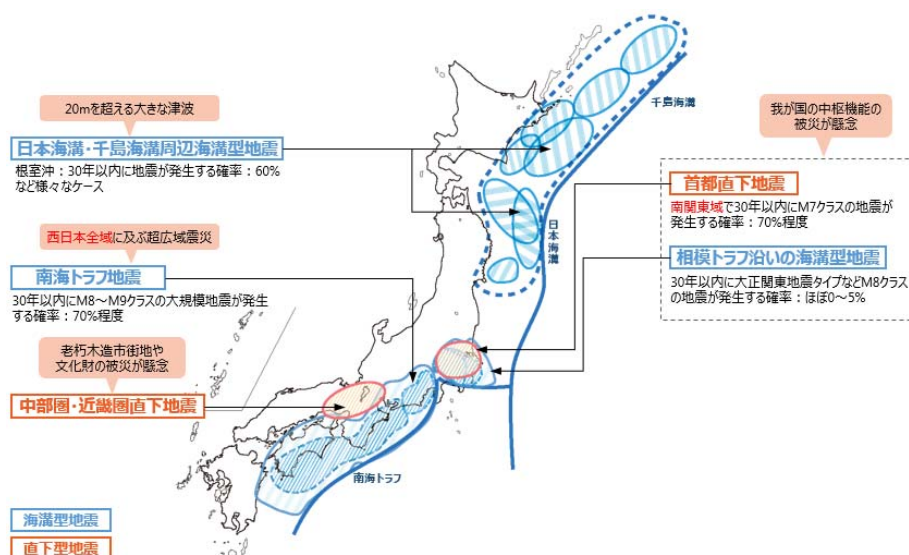 20mを超える大きな津波
日本海溝・千島海溝周辺海溝型地震
根室沖：30年以内に地震が発生する確率：60%
など様々なケース
西日本全域に及ぶ超広域震災
南海トラフ地震
30年以内にM8～M9クラスの大規模地震が発生
する確率：70%程度
老朽木造市街地や
文化財の被災が懸念
中部圏・近畿圏直下地震
海溝型地震
直下型地震
千島海溝
日本海溝
南海トラフ
我が国の中枢機能の
被災が懸念
首都直下地震
南関東域で30年以内にM7クラスの地震が
発生する確率：70%程度
相模トラフ沿いの海溝型地震
30年以内に大正関東地震タイプなどM8クラス
の地震が発生する確率：ほぼ0～5%